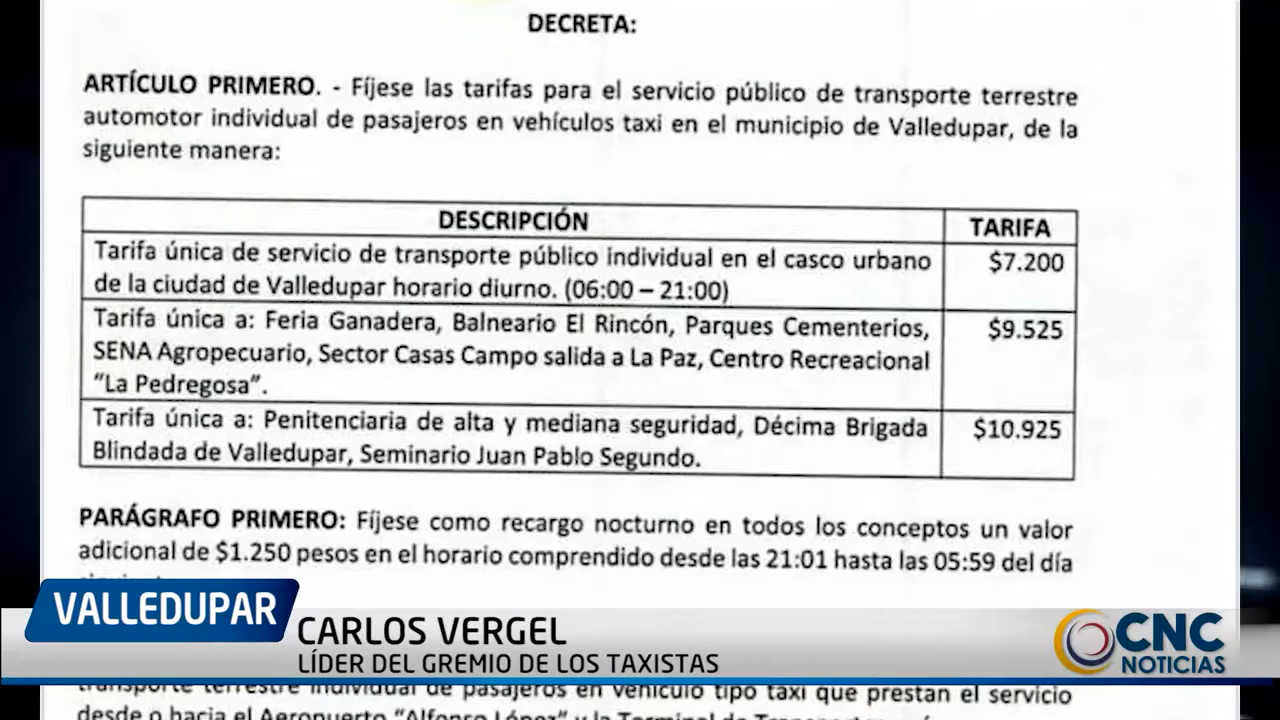 DECRETA:
ARTÍCULO PRIMERO. - Fíjese las tarifas para el servicio público de transporte terrestre
automotor individual de pasajeros en vehículos taxi en el municipio de Valledupar, de la
siguiente manera:
DESCRIPCIÓN TARIFA
Tarifa única de servicio de transporte público individual en el casco urbano $7.200
de la ciudad de Valledupar horario diurno. (06:00 – 21:00)
Tarifa única a: Feria Ganadera, Balneario El Rincón, Parques Cementerios, $9.525
SENA Agropecuario, Sector Casas Campo salida a La Paz, Centro Recreacional
"La Pedregosa".
Tarifa única a: Penitenciaria de alta y mediana seguridad, Décima Brigada $10.925
Blindada de Valledupar, Seminario Juan Pablo Segundo.
PARÁGRAFO PRIMERO: Fíjese como recargo nocturno en todos los conceptos un valor
adicional de $1.250 pesos en el horario comprendido desde las 21:01 hasta las 05:59 del día
VALLEDUPAR
CARLOS VERGEL
LÍDER DEL GREMIO DE LOS TAXISTAS
CNC
NOTICIAS
transporte terrestre individual de pasajeros en vehículo tipo taxi que prestan el servicio
desde o hacia el Aeropuerto "Alfonso López" y la Terminal de